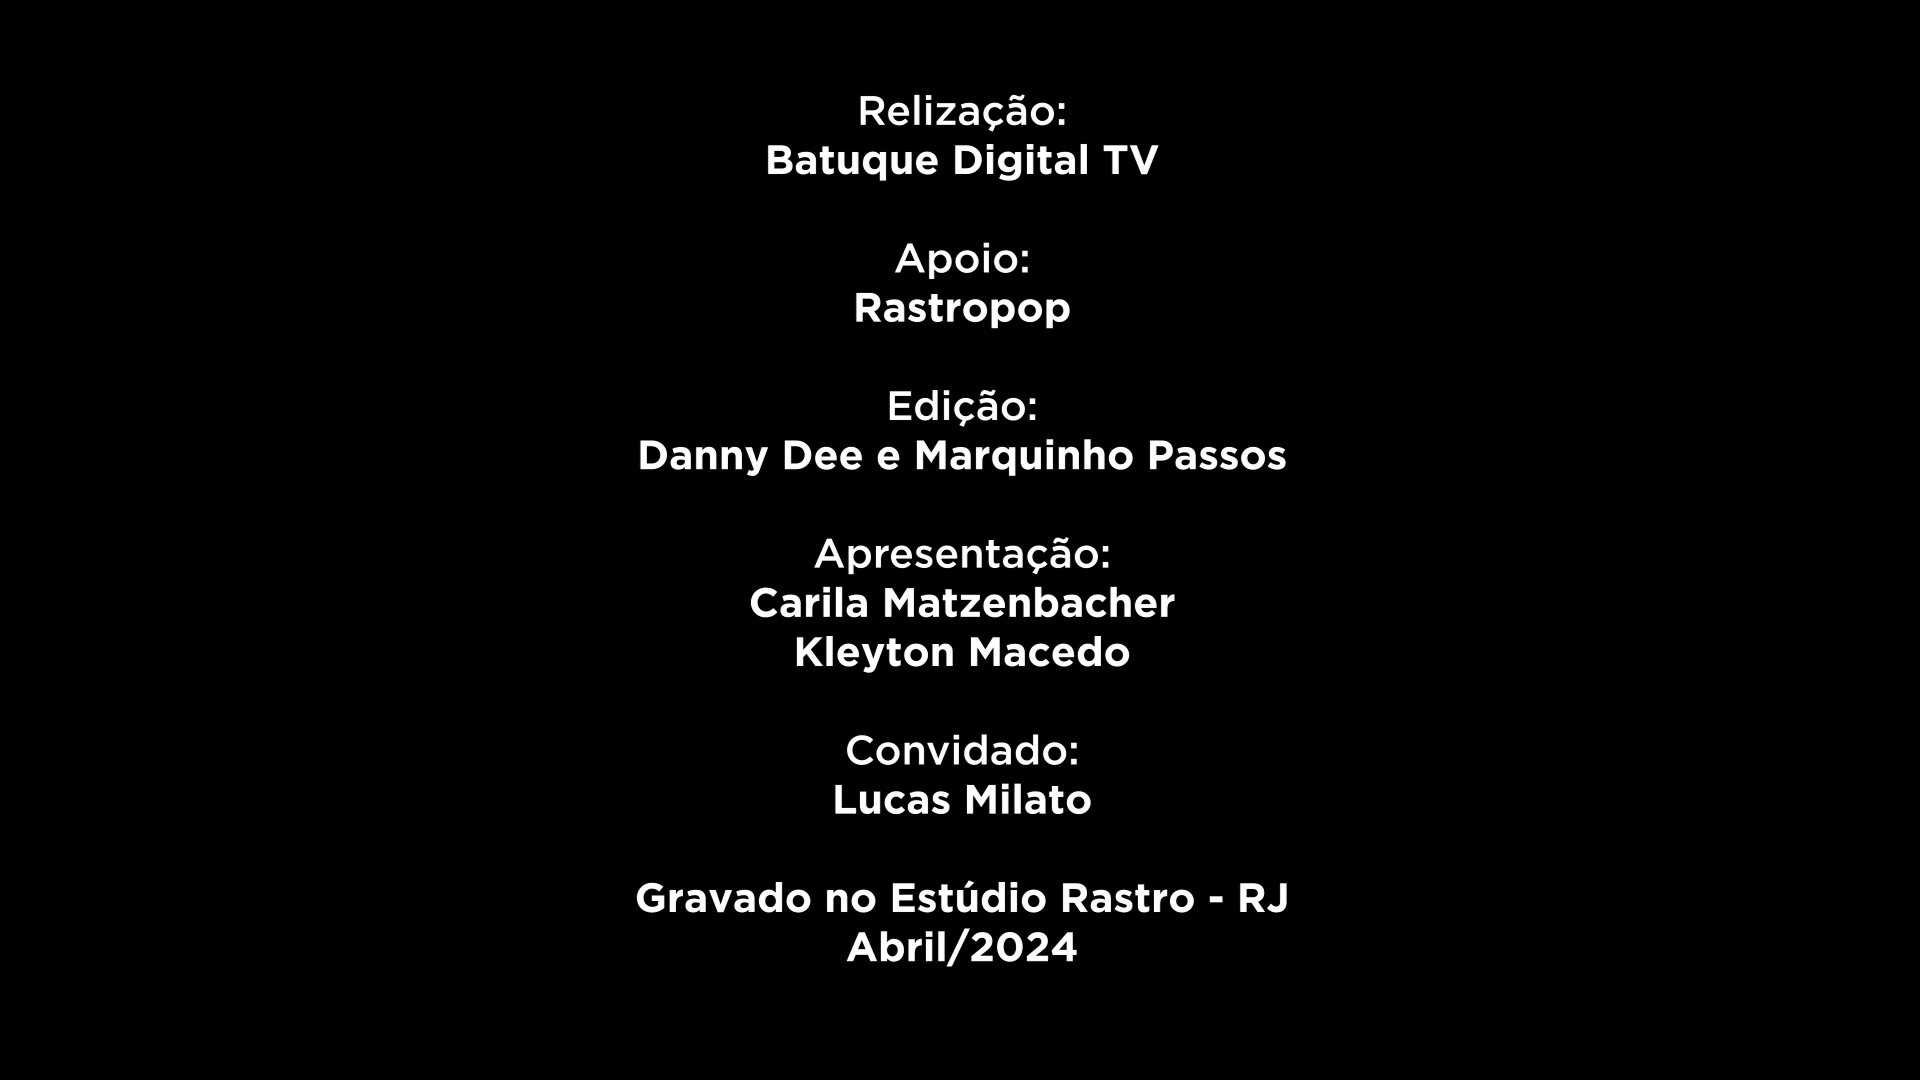 Relização:
Batuque Digital TV
Apoio:
Rastropop
Edição:
Danny Dee e Marquinho Passos
Apresentação:
Carila Matzenbacher
Kleyton Macedo
Convidado:
Lucas Milato
Gravado no Estúdio Rastro - RJ
Abril/2024